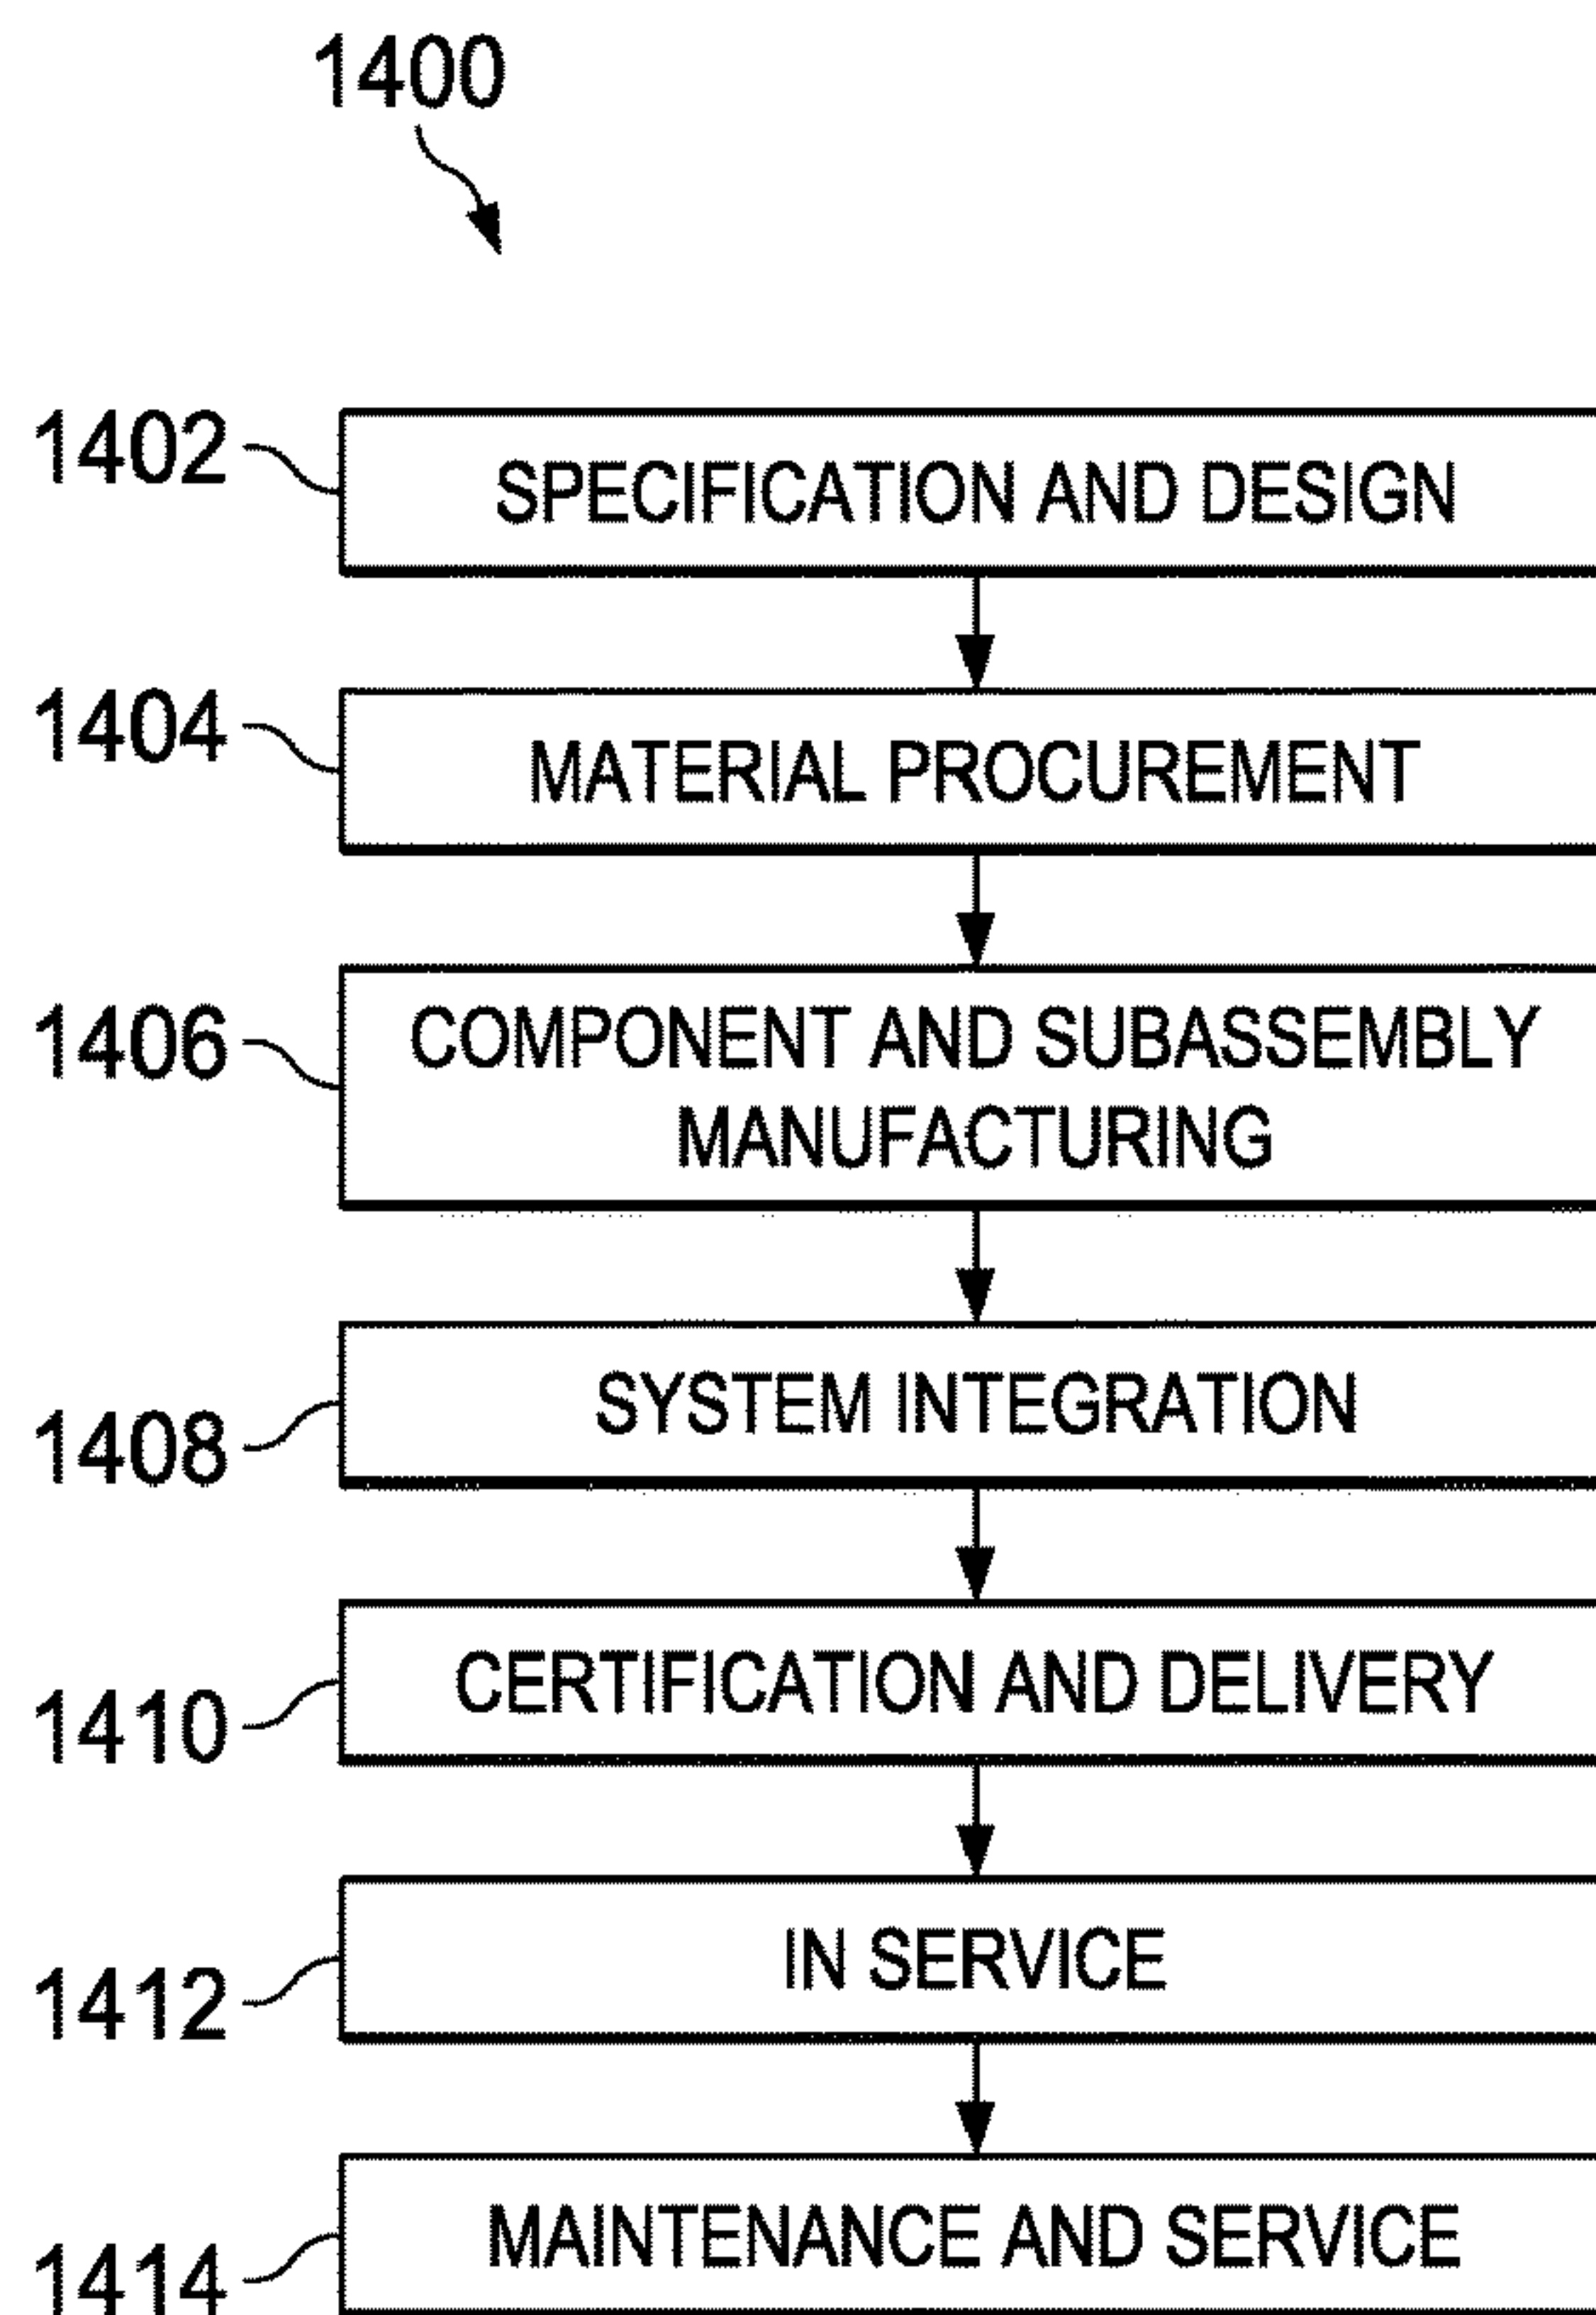 1400
1402
SPECIFICATION AND DESIGN
1404
MATERIAL PROCUREMENT
1406
COMPONENT AND SUBASSEMBLY
MANUFACTURING
1408
SYSTEM INTEGRATION
1410
CERTIFICATION AND DELIVERY
1412
IN SERVICE
1414
MAINTENANCE AND SERVICE